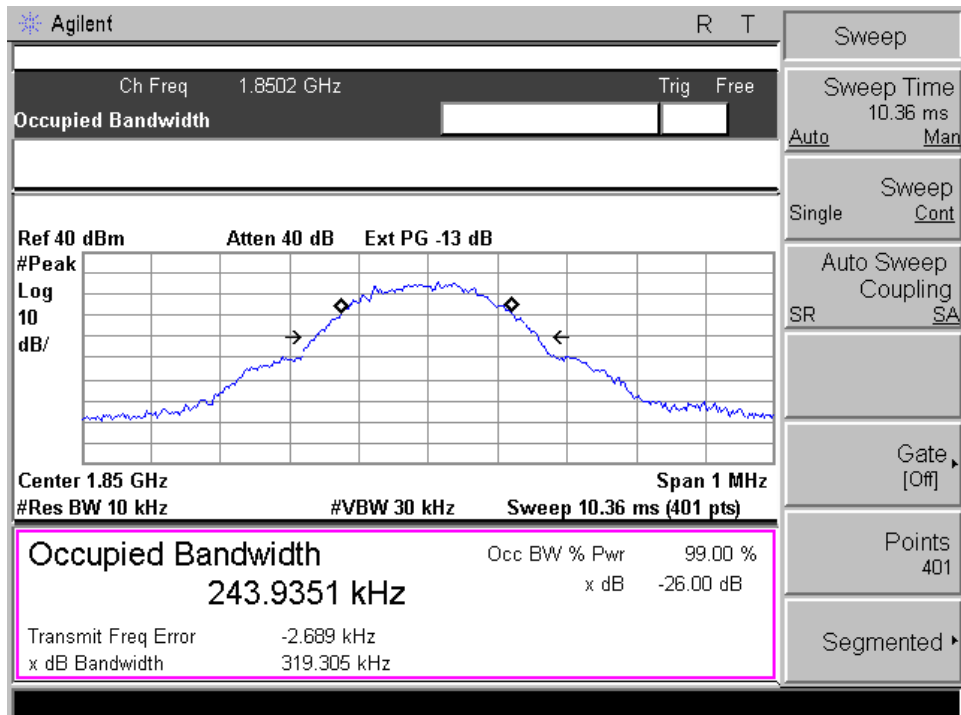 Agilent R T
Ch Freq 1.8502 GHz Trig Free
Occupied Bandwidth
Ref 40 dBm Atten 40 dB Ext PG -13 dB
#Peak
Log
10
dB/
Center 1.85 GHz Span 1 MHz
#Res BW 10 kHz #VBW 30 kHz Sweep 10.36 ms (401 pts)
Occupied Bandwidth
243.9351 kHz
Occ BW % Pwr 99.00 %
x dB -26.00 dB
Transmit Freq Error -2.689 kHz
x dB Bandwidth 319.305 kHz
Sweep
Sweep Time
10.36 ms
Auto Man
Sweep
Single Cont
Auto Sweep
Coupling
SR SA
Gate
[Off]
Points
401
Segmented